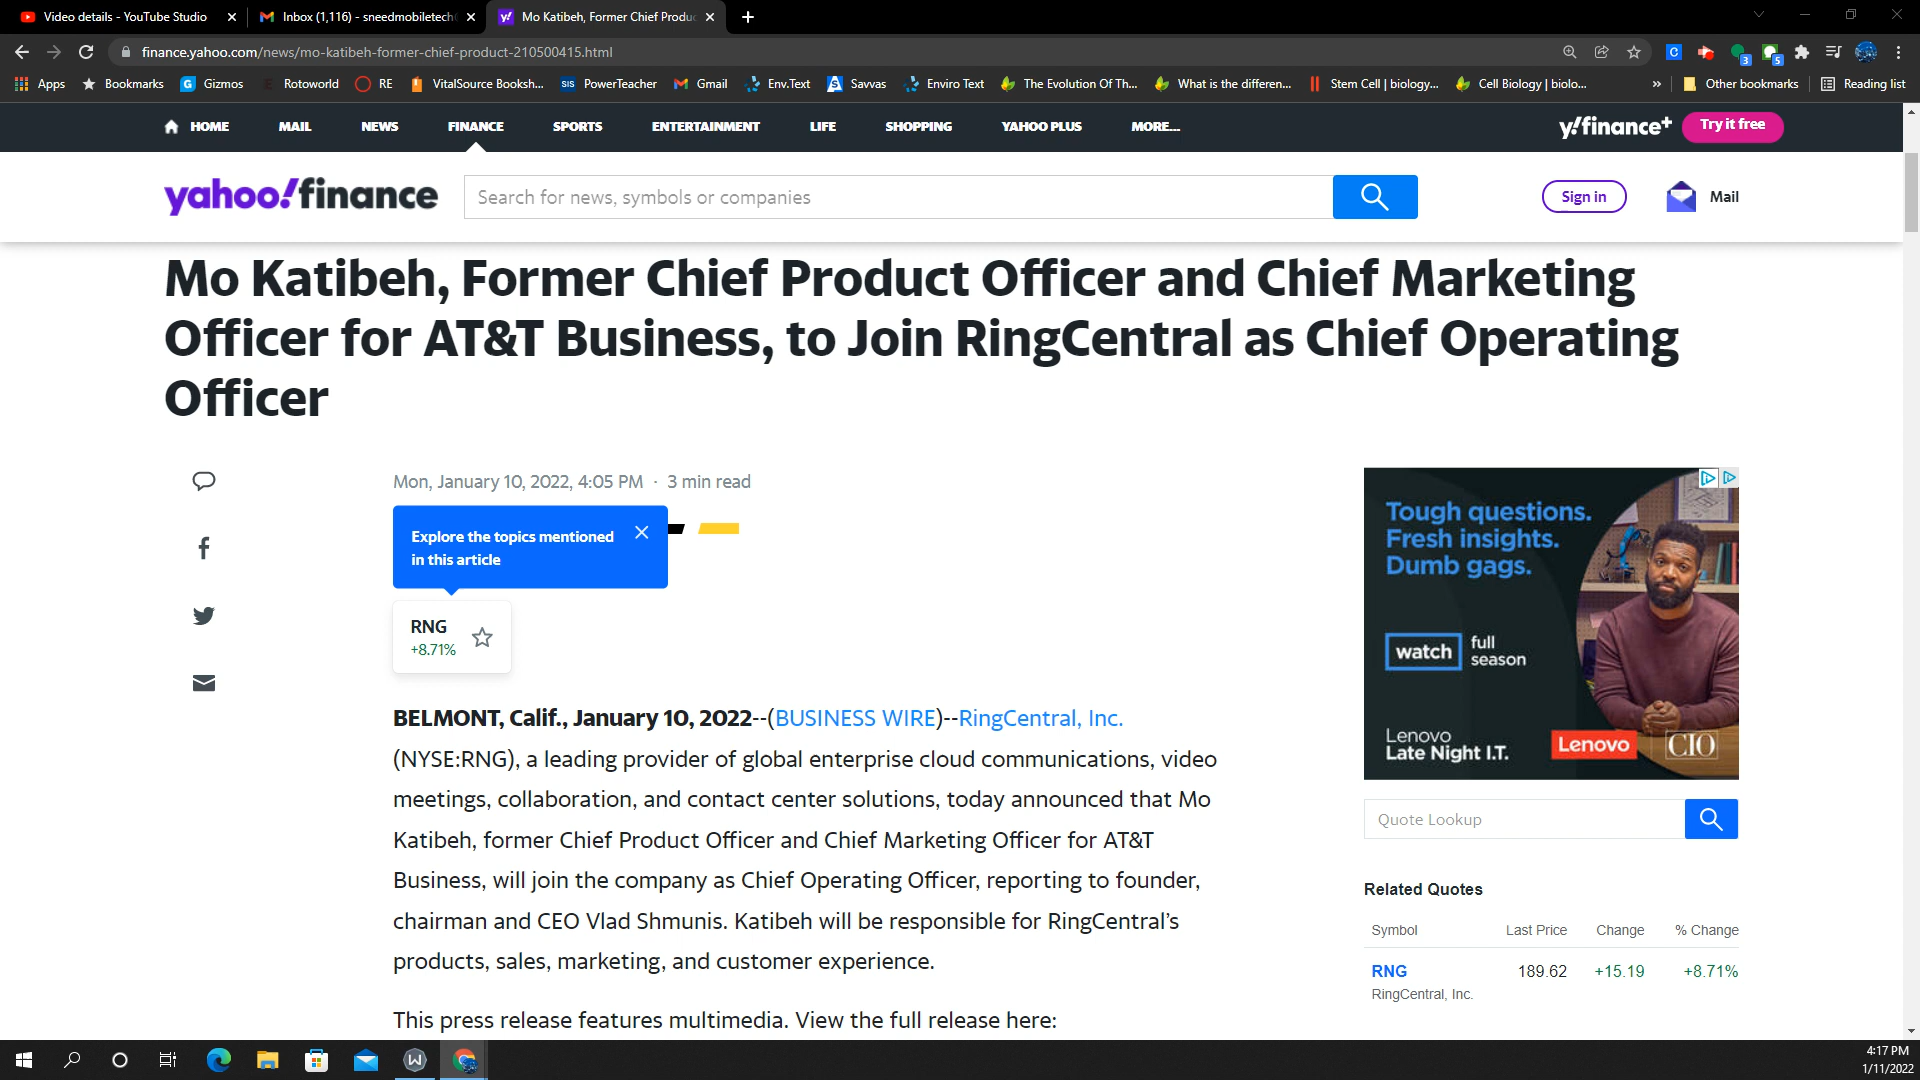 Video details - YouTube Studio
Inbox (1,116) - sneedmobiletech
Mo Katibeh, Former Chief Produc
finance.yahoo.com/news/mo-katibeh-former-chief-product-210500415.html
3
5
Apps
Bookmarks
Gizmos
Rotoworld
RE
VitalSource Booksh...
PowerTeacher
Gmail
Env.Text
Savvas
Enviro Text
The Evolution Of Th...
What is the differen...
Stem Cell | biology...
Cell Biology | biolo...
»
Other bookmarks
Reading list
HOME
MAIL
NEWS
FINANCE
SPORTS
ENTERTAINMENT
LIFE
SHOPPING
YAHOO PLUS
MORE...
y!finance+
Try it free
yahoo!finance
Search for news, symbols or companies
Sign in
Mail
Mo Katibeh, Former Chief Product Officer and Chief Marketing
Officer for AT&T Business, to Join RingCentral as Chief Operating
Officer
Mon, January 10, 2022, 4:05 PM · 3 min read
Explore the topics mentioned
in this article
RNG
+8.71%
BELMONT, Calif., January 10, 2022--(BUSINESS WIRE)--RingCentral, Inc.
(NYSE:RNG), a leading provider of global enterprise cloud communications, video
meetings, collaboration, and contact center solutions, today announced that Mo
Katibeh, former Chief Product Officer and Chief Marketing Officer for AT&T
Business, will join the company as Chief Operating Officer, reporting to founder,
chairman and CEO Vlad Shmunis. Katibeh will be responsible for RingCentral's
products, sales, marketing, and customer experience.
This press release features multimedia. View the full release here:
Tough questions.
Fresh insights.
Dumb gags.
watch full season
Lenovo
Late Night I.T.
Lenovo
CIO
Quote Lookup
Related Quotes
Symbol Last Price Change % Change
RNG 189.62 +15.19 +8.71%
RingCentral, Inc.
4:17 PM
1/11/2022